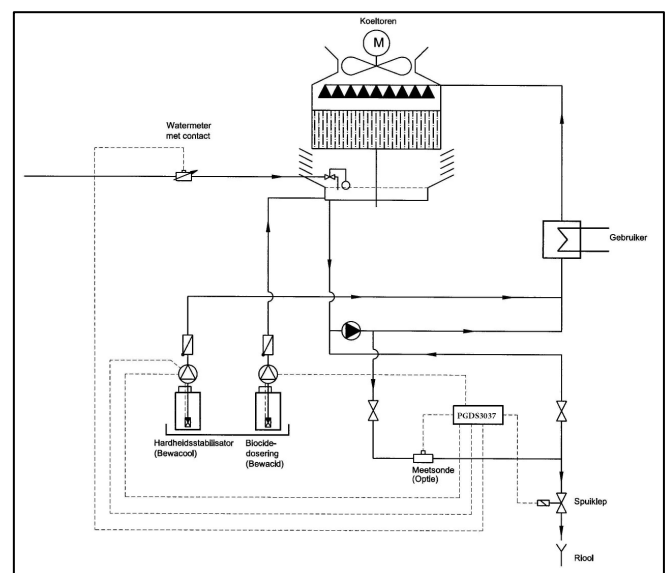 Koeltoren
M
Watermeter
met contact
Gebruiker
PGDS3037
Hardheidsstabilisator
(Bewacool)
Biocide-
dosering
(Bewacid)
Meetsonde
(Optie)
Spuiklep
Riool